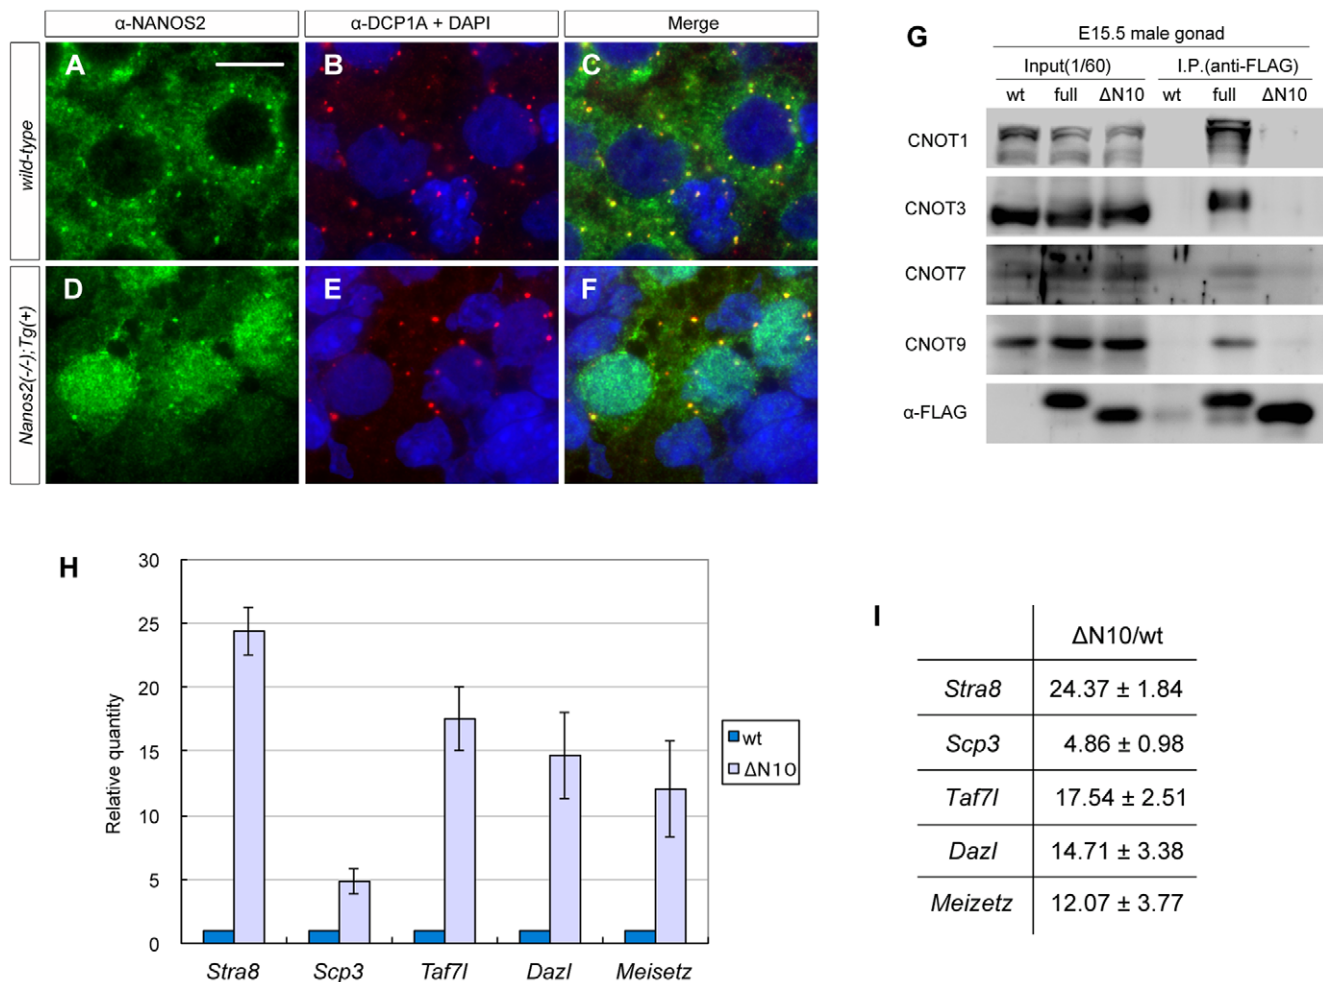 α-NANOS2
α-DCP1A + DAPI
Merge
wild-type
A
B
C
Nanos2(-/-);Tg(+)
D
E
F
G
E15.5 male gonad
Input(1/60)
I.P.(anti-FLAG)
wt full ΔN10 wt full ΔN10
CNOT1
CNOT3
CNOT7
CNOT9
α-FLAG
H
30
25
20
15
10
5
0
Relative quantity
Stra8 Scp3 Taf7l Dazl Meisetz
wt
ΔN10
I
ΔN10/wt
Stra8 24.37 ± 1.84
Scp3 4.86 ± 0.98
Taf7l 17.54 ± 2.51
Dazl 14.71 ± 3.38
Meizetz 12.07 ± 3.77